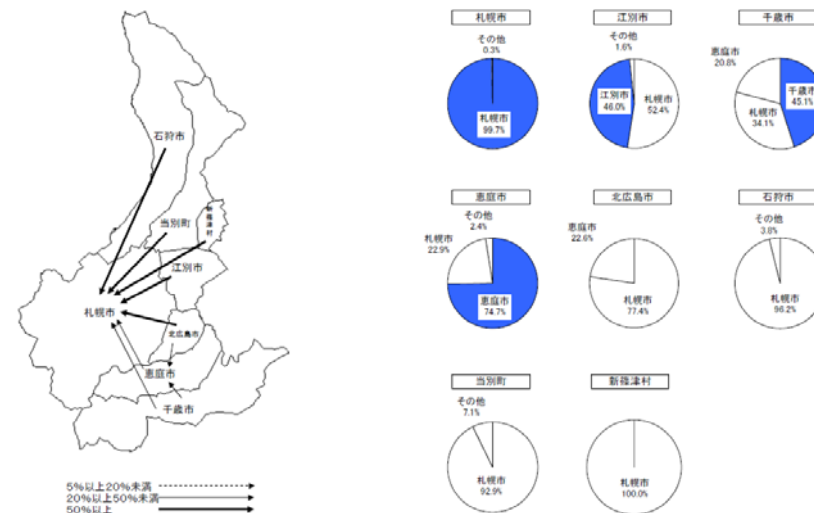 石狩市
当別町
新篠津村
江別市
札幌市
北広島市
恵庭市
千歳市
5％以上20％未満
20％以上50％未満
50％以上
札幌市
その他
0.3%
札幌市
99.7%
江別市
その他
1.6%
江別市
46.0%
札幌市
52.4%
千歳市
恵庭市
20.8%
千歳市
45.1%
札幌市
34.1%
恵庭市
その他
2.4%
札幌市
22.9%
恵庭市
74.7%
北広島市
恵庭市
22.6%
札幌市
77.4%
石狩市
その他
3.8%
札幌市
96.2%
当別町
その他
7.1%
札幌市
92.9%
新篠津村
札幌市
100.0%